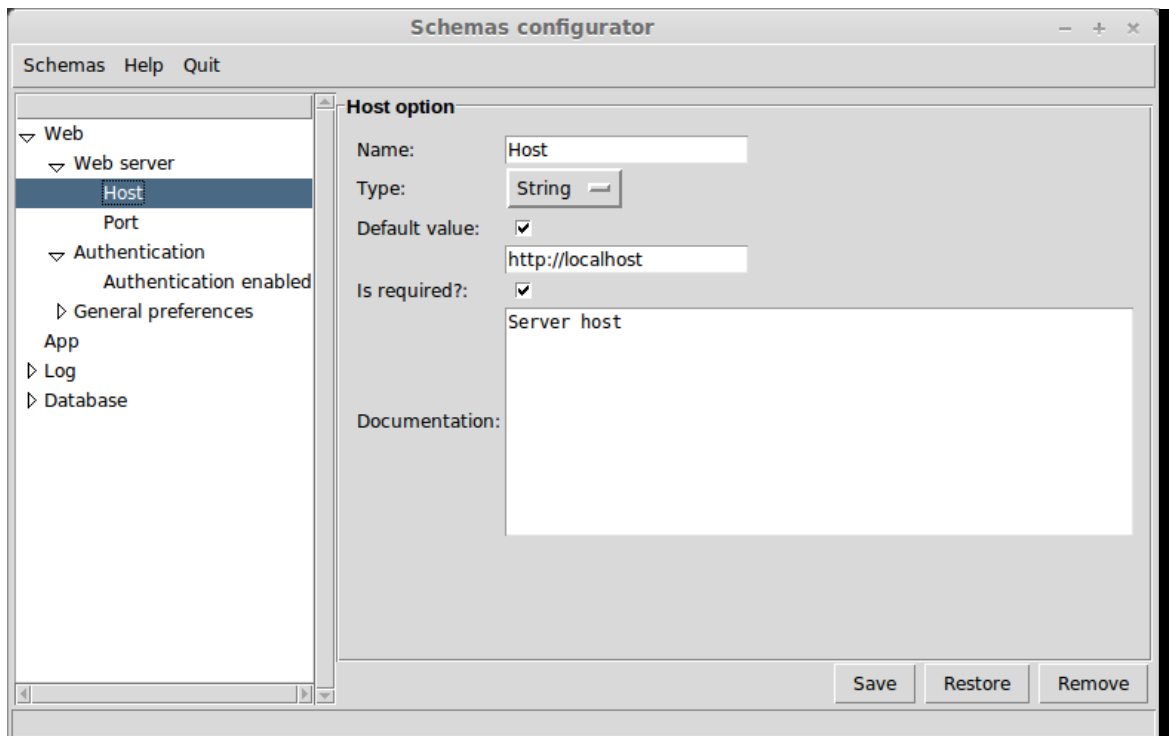 Schemas configurator
Schemas Help Quit
Web
Web server
Host
Port
Authentication
Authentication enabled
General preferences
App
Log
Database
Host option
Name: Host
Type: String
Default value:
http://localhost
Is required?:
Documentation: Server host
Save Restore Remove